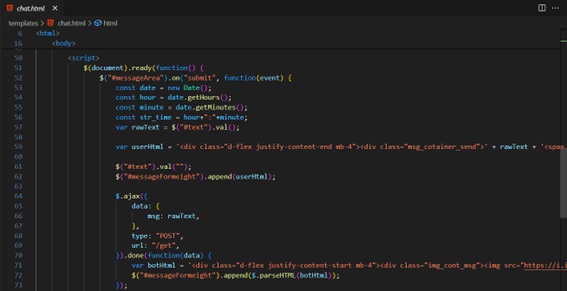 chat.html
templates > chat.html > html
6 <html>
16 <body>
50 <script>
51 $(document).ready(function() {
52 $("#messageArea").on("submit", function(event) {
53 const date = new Date();
54 const hour = date.getHours();
55 const minute = date.getMinutes();
56 const str_time = hour+":"+minute;
57 var rawText = $("#text").val();
58
59 var userHtml = '<div class="d-flex justify-content-end mb-4"><div class="msg_cotainer_send">' + rawText + '<span
60
61 $("#text").val("");
62 $("#messageFormeight").append(userHtml);
63
64 $.ajax({
65 data: {
66 msg: rawText,
67 },
68 type: "POST",
69 url: "/get",
70 }).done(function(data) {
71 var botHtml = '<div class="d-flex justify-content-start mb-4"><div class="img_cont_msg"><img src="https://i.i
72 $("#messageFormeight").append($.parseHTML(botHtml));
73 });